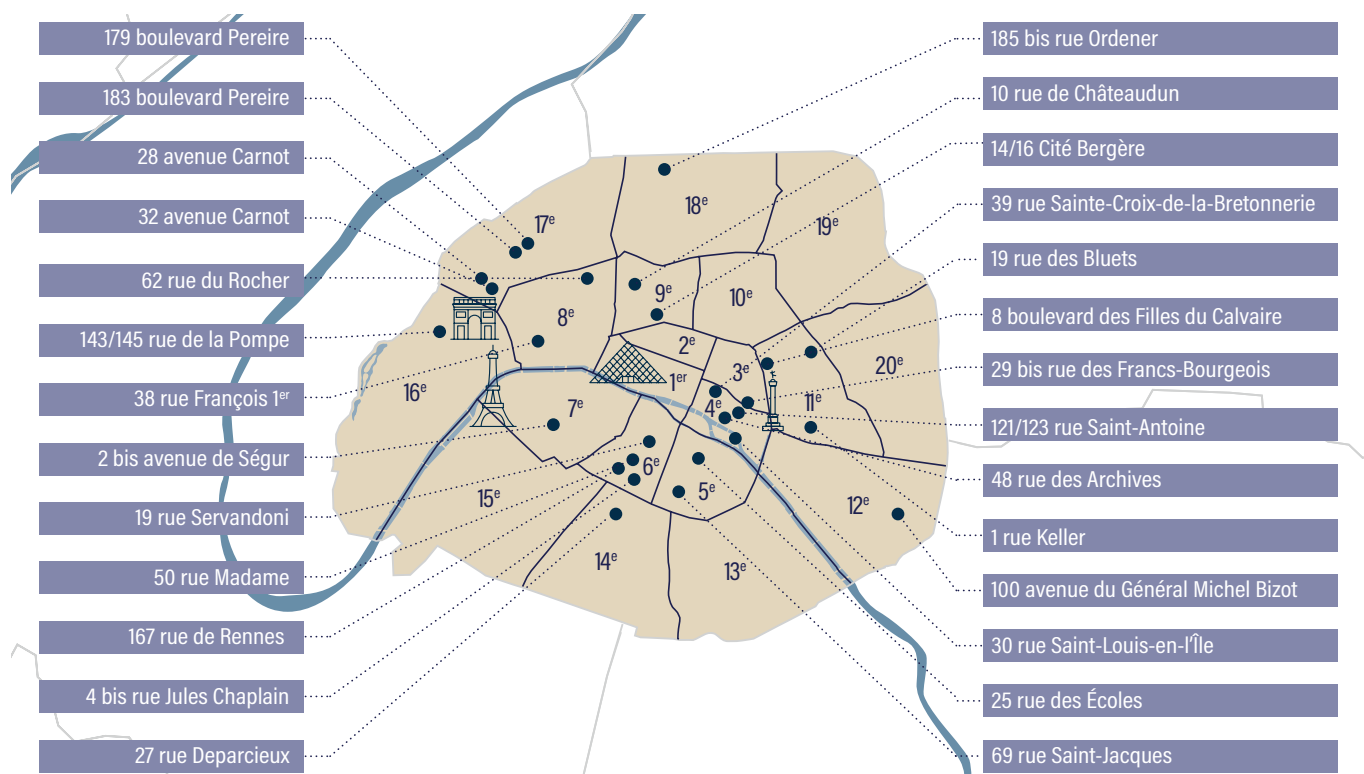 179 boulevard Pereire
183 boulevard Pereire
28 avenue Carnot
32 avenue Carnot
62 rue du Rocher
143/145 rue de la Pompe
38 rue François 1er
2 bis avenue de Ségur
19 rue Servandoni
50 rue Madame
167 rue de Rennes
4 bis rue Jules Chaplain
27 rue Deparcieux
18e
17e
19e
9e
10e
8e
2e
20e
3e
1er
16e
4e
11e
7e
6e
5e
15e
12e
14e
13e
185 bis rue Ordener
10 rue de Châteaudun
14/16 Cité Bergère
39 rue Sainte-Croix-de-la-Bretonnerie
19 rue des Bluets
8 boulevard des Filles du Calvaire
29 bis rue des Francs-Bourgeois
121/123 rue Saint-Antoine
48 rue des Archives
1 rue Keller
100 avenue du Général Michel Bizot
30 rue Saint-Louis-en-l'Île
25 rue des Écoles
69 rue Saint-Jacques